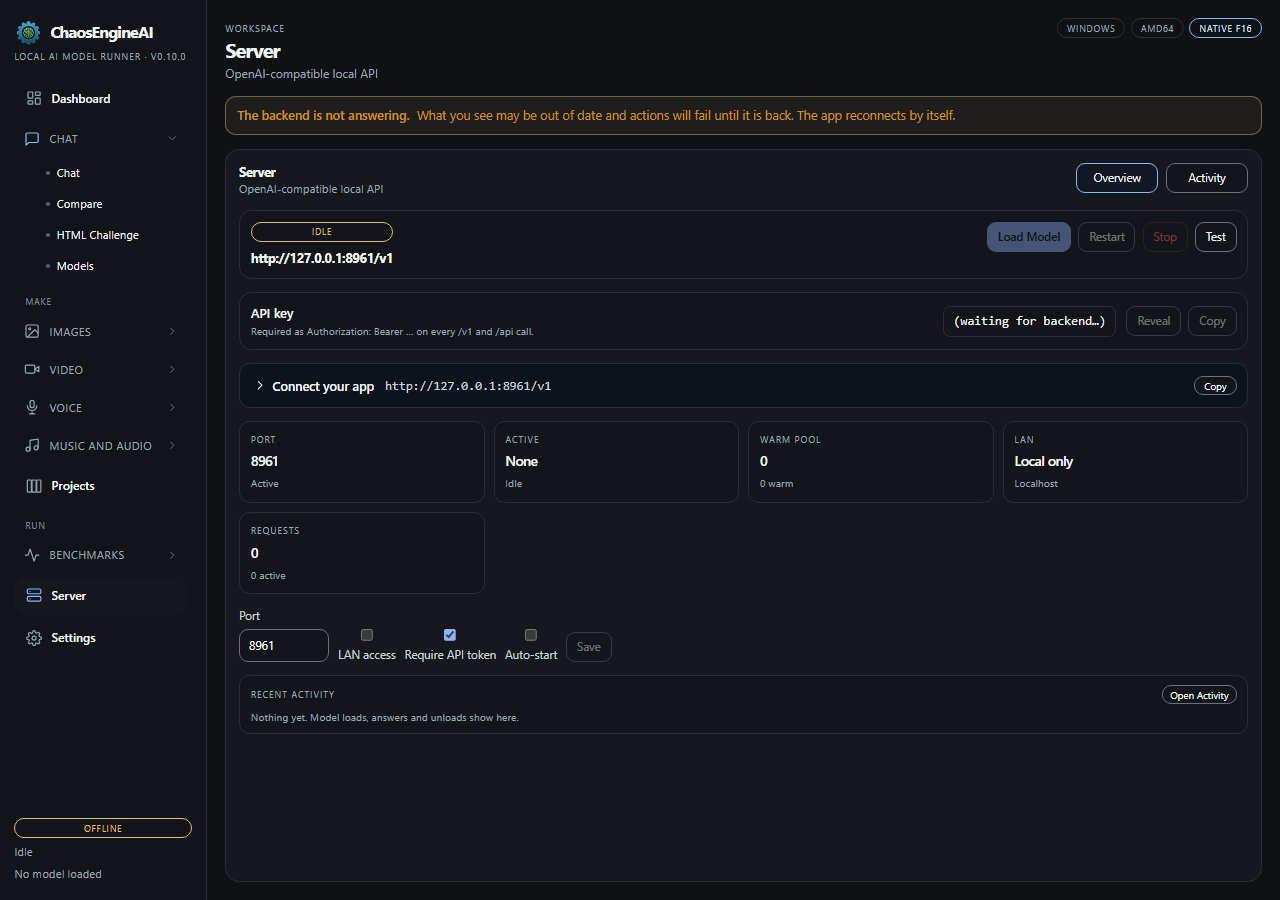 ChaosEngineAI
LOCAL AI MODEL RUNNER · V0.10.0
Dashboard
CHAT
Chat
Compare
HTML Challenge
Models
MAKE
IMAGES
VIDEO
VOICE
MUSIC AND AUDIO
Projects
RUN
BENCHMARKS
Server
Settings
OFFLINE
Idle
No model loaded
WORKSPACE
Server
OpenAI-compatible local API
WINDOWS
AMD64
NATIVE F16
The backend is not answering. What you see may be out of date and actions will fail until it is back. The app reconnects by itself.
Server
OpenAI-compatible local API
Overview
Activity
IDLE
http://127.0.0.1:8961/v1
Load Model
Restart
Stop
Test
API key
Required as Authorization: Bearer ... on every /v1 and /api call.
(waiting for backend…)
Reveal
Copy
Connect your app http://127.0.0.1:8961/v1
Copy
PORT
8961
Active
ACTIVE
None
Idle
WARM POOL
0
0 warm
LAN
Local only
Localhost
REQUESTS
0
0 active
Port
8961
LAN access
Require API token
Auto-start
Save
RECENT ACTIVITY
Open Activity
Nothing yet. Model loads, answers and unloads show here.